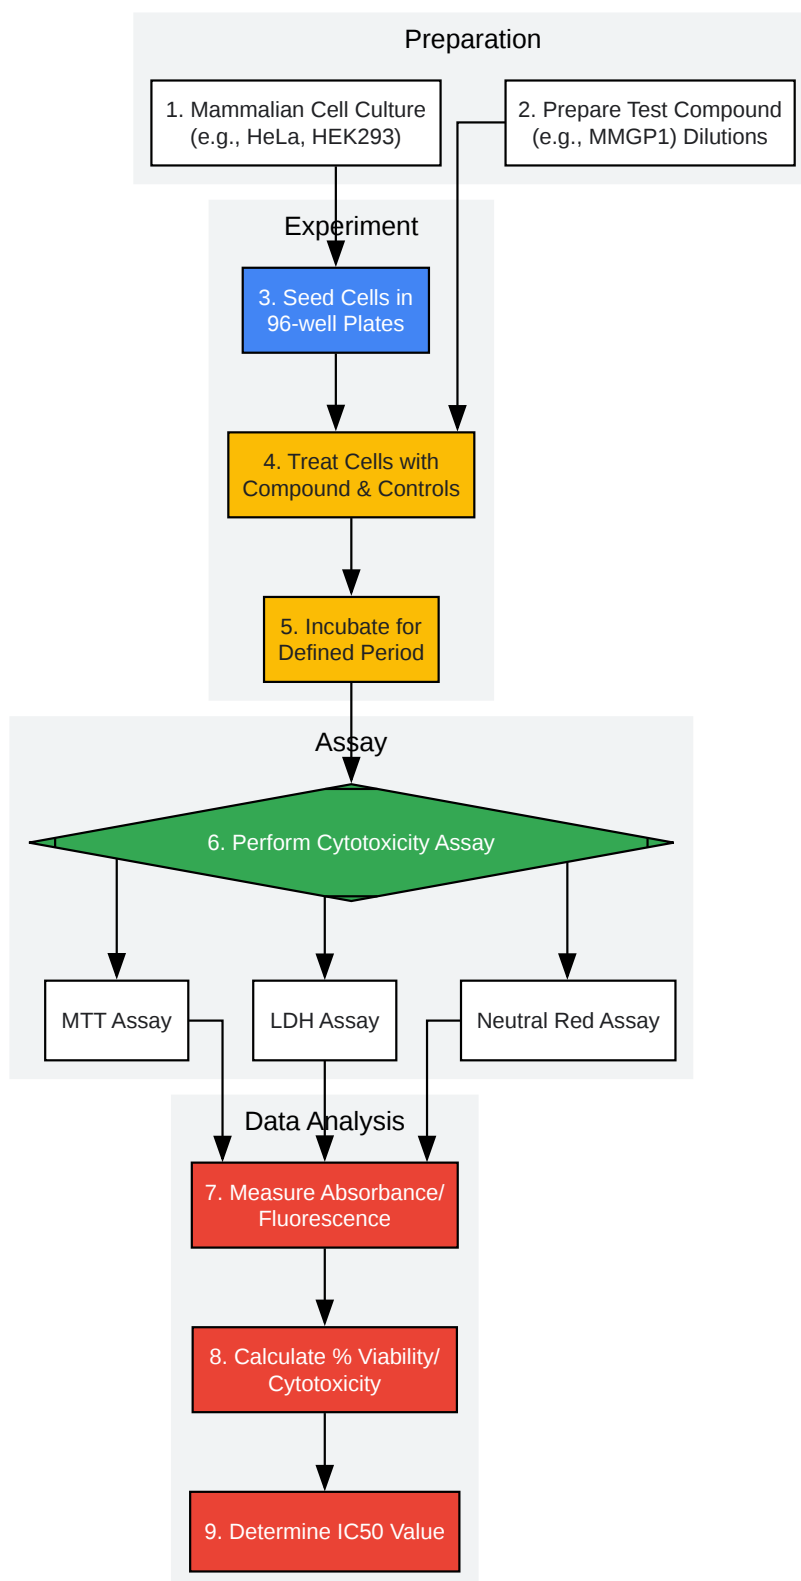 Preparation
1. Mammalian Cell Culture
(e.g., HeLa, HEK293)
2. Prepare Test Compound
(e.g., MMGP1) Dilutions
Experiment
3. Seed Cells in
96-well Plates
4. Treat Cells with
Compound & Controls
5. Incubate for
Defined Period
Assay
6. Perform Cytotoxicity Assay
MTT Assay
LDH Assay
Neutral Red Assay
Data Analysis
7. Measure Absorbance/
Fluorescence
8. Calculate % Viability/
Cytotoxicity
9. Determine IC50 Value